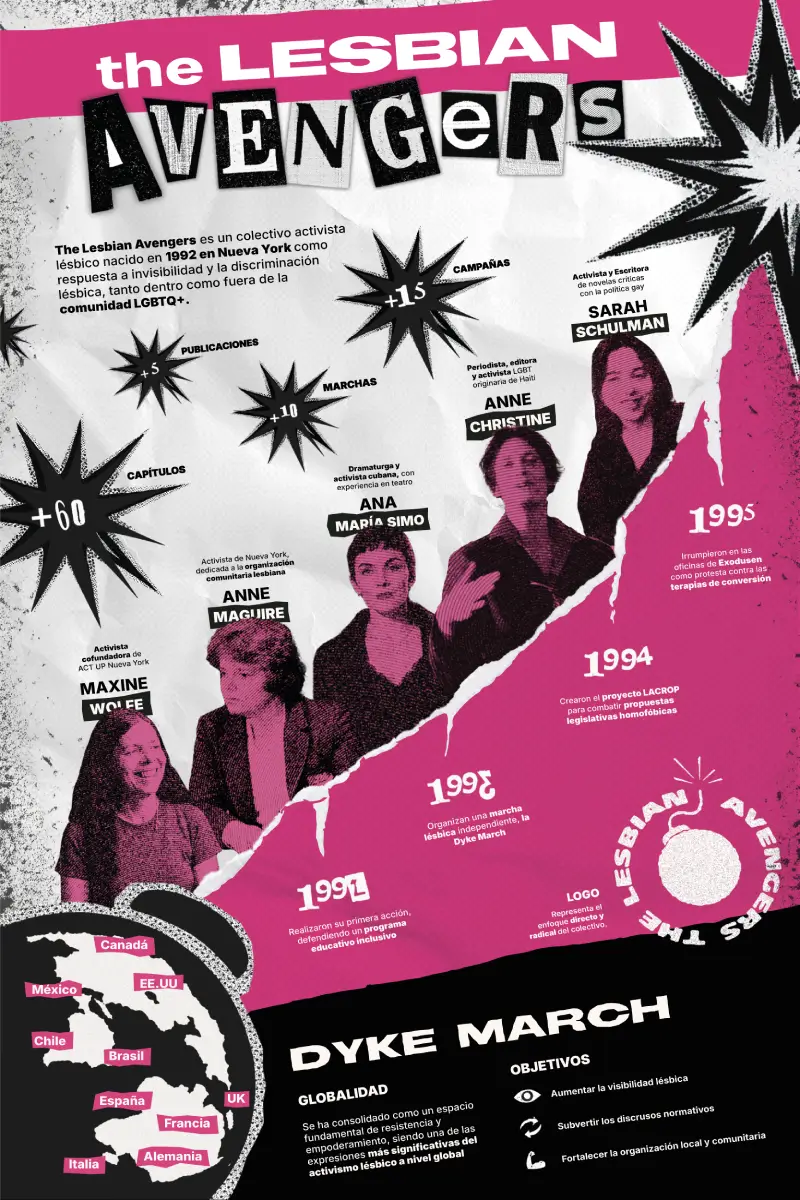 the LESBIAN
AVENGeRS
The Lesbian Avengers es un colectivo activista
lésbico nacido en 1992 en Nueva York como
respuesta a invisibilidad y la discriminación
lésbica, tanto dentro como fuera de la
comunidad LGBTQ+.
+15
CAMPAÑAS
+5
PUBLICACIONES
+10
MARCHAS
+60
CAPÍTULOS
Activista y Escritora
de novelas críticas
con la política gay
SARAH
SCHULMAN
Periodista, editora
y activista LGBT
originaria de Haití
ANNE
CHRISTINE
Dramaturga y
activista cubana, con
experiencia en teatro
ANA
MARÍA SIMO
Activista de Nueva York,
dedicada a la organización
comunitaria lesbiana
ANNE
MAGUIRE
Activista
cofundadora de
ACT UP Nueva York
MAXINE
WOLFE
1995
Irrumpieron en las
oficinas de Exodusen
como protesta contra las
terapias de conversión
1994
Crearon el proyecto LACROP
para combatir propuestas
legislativas homofóbicas
1992
Organizan una marcha
lésbica independiente, la
Dyke March
1991
Realizaron su primera acción,
defendiendo un programa
educativo inclusivo
THE LESBIAN AVENGERS
LOGO
Representa el
enfoque directo y
radical del colectivo.
Canadá
México
EE.UU
Chile
Brasil
España
UK
Francia
Italia
Alemania
DYKE MARCH
GLOBALIDAD
Se ha consolidado como un espacio
fundamental de resistencia y
empoderamiento, siendo una de las
expresiones más significativas del
activismo lésbico a nivel global
OBJETIVOS
Aumentar la visibilidad lésbica
Subvertir los discrusos normativos
Fortalecer la organización local y comunitaria